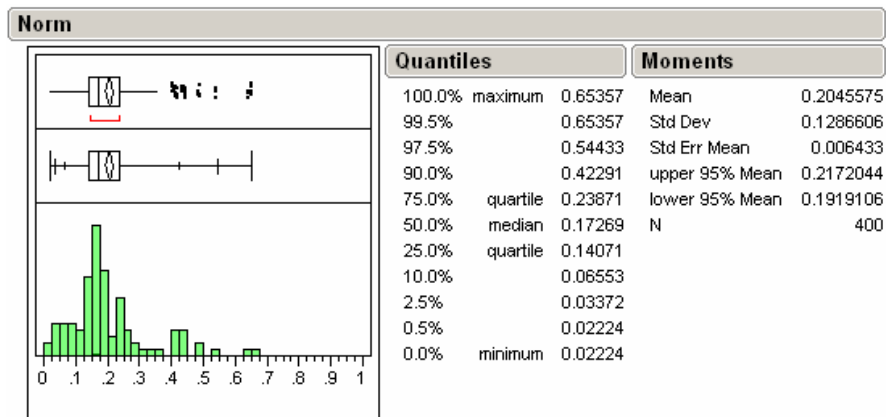 Norm
Quantiles
100.0% maximum 0.65357
99.5% 0.65357
97.5% 0.54433
90.0% 0.42291
75.0% quartile 0.23871
50.0% median 0.17269
25.0% quartile 0.14071
10.0% 0.06553
2.5% 0.03372
0.5% 0.02224
0.0% minimum 0.02224
Moments
Mean 0.2045575
Std Dev 0.1286606
Std Err Mean 0.006433
upper 95% Mean 0.2172044
lower 95% Mean 0.1919106
N 400
0 .1 .2 .3 .4 .5 .6 .7 .8 .9 1